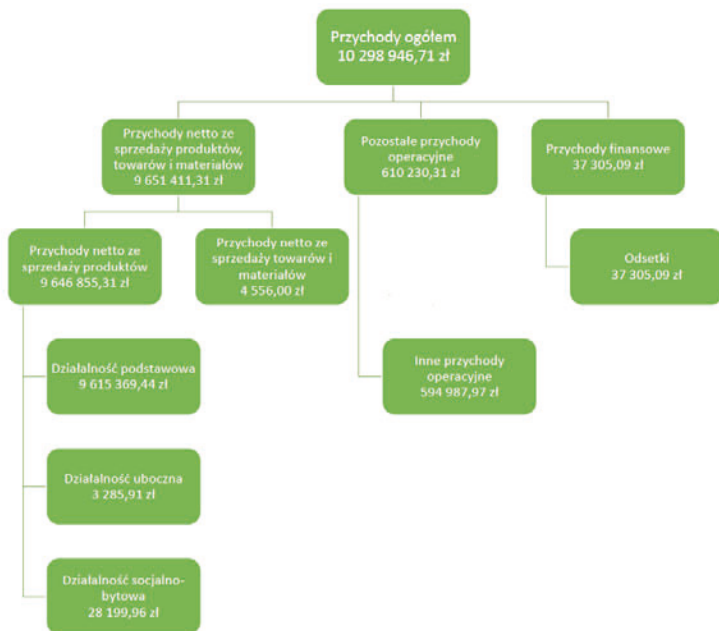 Przychody ogółem
10 298 946,71 zł
Przychody netto ze
sprzedaży produktów,
towarów i materiałów
9 651 411,31 zł
Pozostałe przychody
operacyjne
610 230,31 zł
Przychody finansowe
37 305,09 zł
Przychody netto ze
sprzedaży produktów
9 646 855,31 zł
Przychody netto ze
sprzedaży towarów i
materiałów
4 556,00 zł
Odsetki
37 305,09 zł
Działalność podstawowa
9 615 369,44 zł
Inne przychody
operacyjne
594 987,97 zł
Działalność uboczna
3 285,91 zł
Działalność socjalno-
bytowa
28 199,96 zł